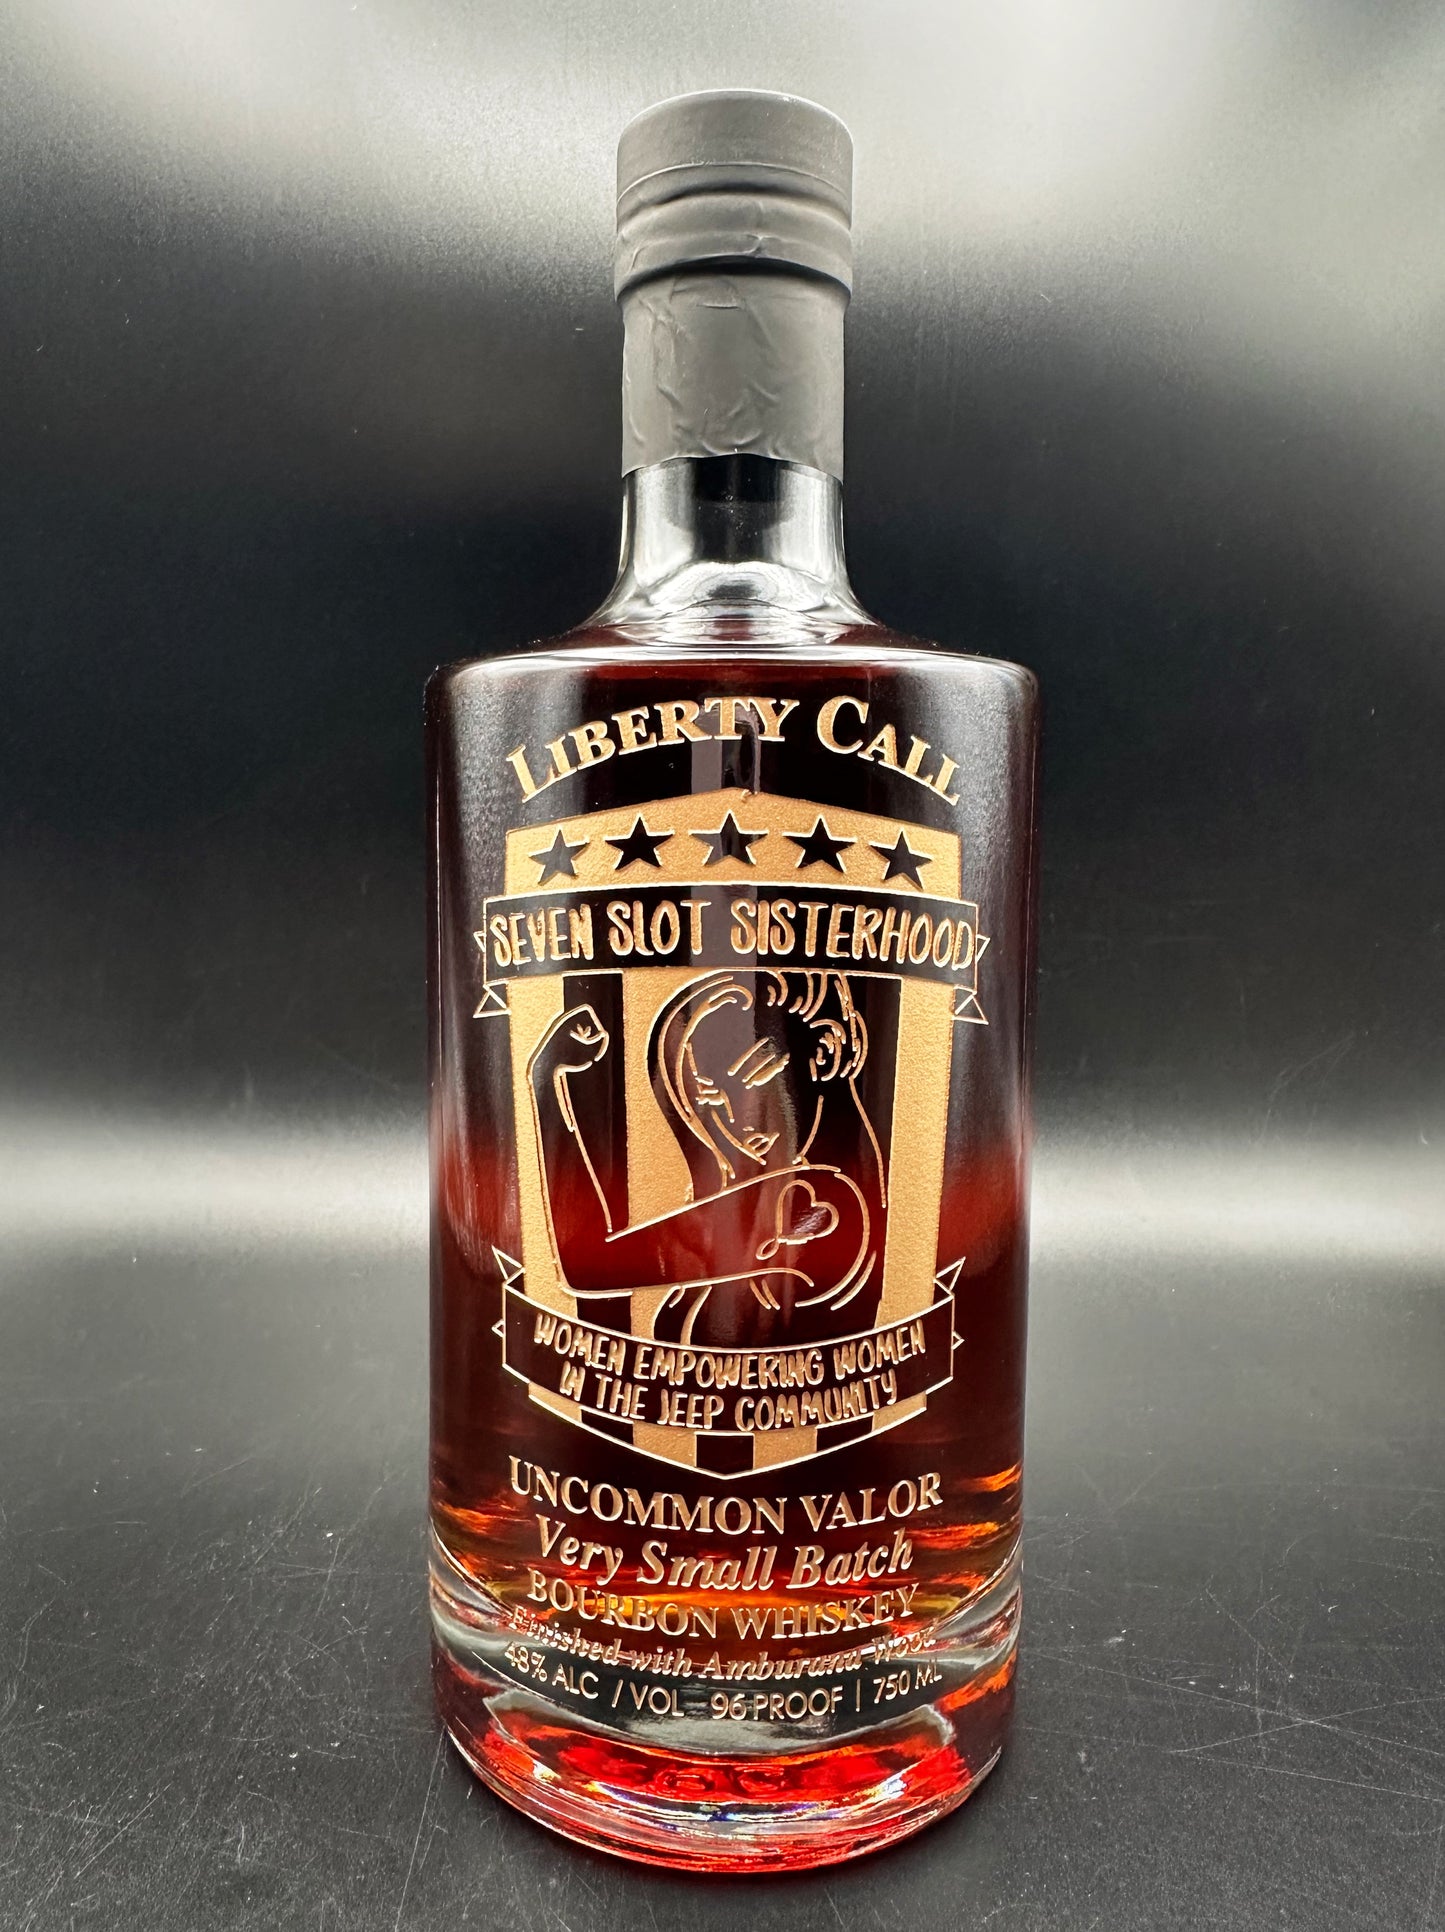 LIBERTY CALL
SEVEN SLOT SISTERHOOD
WOMEN EMPOWERING WOMEN
IN THE JEEP COMMUNITY
UNCOMMON VALOR
Very Small Batch
BOURBON WHISKEY
Finished with Amburana Wood
48% ALC / VOL 96 PROOF | 750 ML